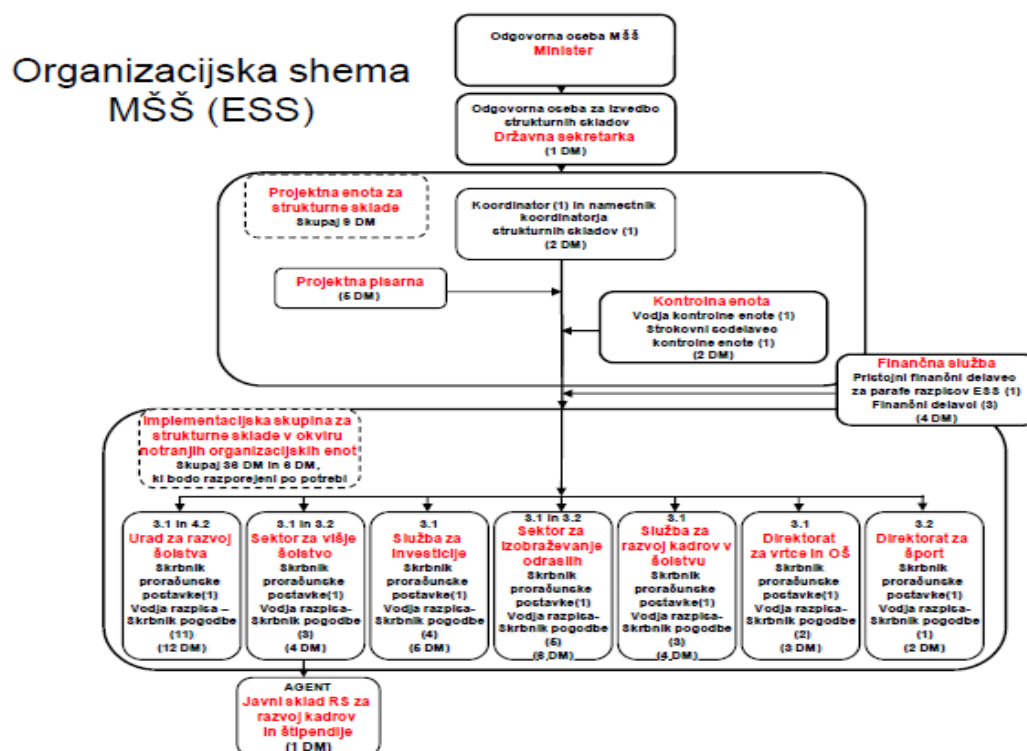 Organizacijska shema
MŠŠ (ESS)
Odgovorna oseba MŠŠ
Minister
Odgovorna oseba za izvedbo
strukturnih skladov
Državna sekretarka
(1 DM)
Projektna enota za
strukturne sklade
Skupaj 9 DM
Koordinator (1) in namestnik
koordinatorja
strukturnih skladov (1)
(2 DM)
Projektna pisarna
(5 DM)
Kontrolna enota
Vodja kontrolne enote (1)
Strokovni sodelavec
kontrolne enote (1)
(2 DM)
Finančna služba
Pristojni finančni delavec
za parafe razpisov ESS (1)
Finančni delavci (3)
(4 DM)
Implementacijska skupina za
strukturne sklade v okviru
notranjih organizacijskih enot
Skupaj 36 DM in 6 DM,
ki bodo razporejeni po potrebi
3.1 in 4.2
Urad za razvoj
šolstva
Skrbnik
proračunske
postavke(1)
Vodja razpisa –
Skrbnik pogodbe
(11)
(12 DM)
3.1 in 3.2
Sektor za višje
šolstvo
Skrbnik
proračunske
postavke(1)
Vodja razpisa-
Skrbnik pogodbe
(3)
(4 DM)
3.1
Služba za
investicije
Skrbnik
proračunske
postavke(1)
Vodja razpisa-
Skrbnik pogodbe
(4)
(5 DM)
3.1 in 3.2
Sektor za
izobraževanje
odraslih
Skrbnik
proračunske
postavke(1)
Vodja razpisa-
Skrbnik pogodbe
(5)
(6 DM)
3.1
Služba za
razvoj kadrov v
šolstvu
Skrbnik
proračunske
postavke(1)
Vodja razpisa-
Skrbnik pogodbe
(3)
(4 DM)
3.1
Direktorat
za vrtce in OŠ
Skrbnik
proračunske
postavke(1)
Vodja razpisa-
Skrbnik pogodbe
(2)
(3 DM)
3.2
Direktorat za
šport
Skrbnik
proračunske
postavke(1)
Vodja razpisa-
Skrbnik pogodbe
(1)
(2 DM)
AGENT
Javni sklad RS za
razvoj kadrov
in štipendije
(1 DM)